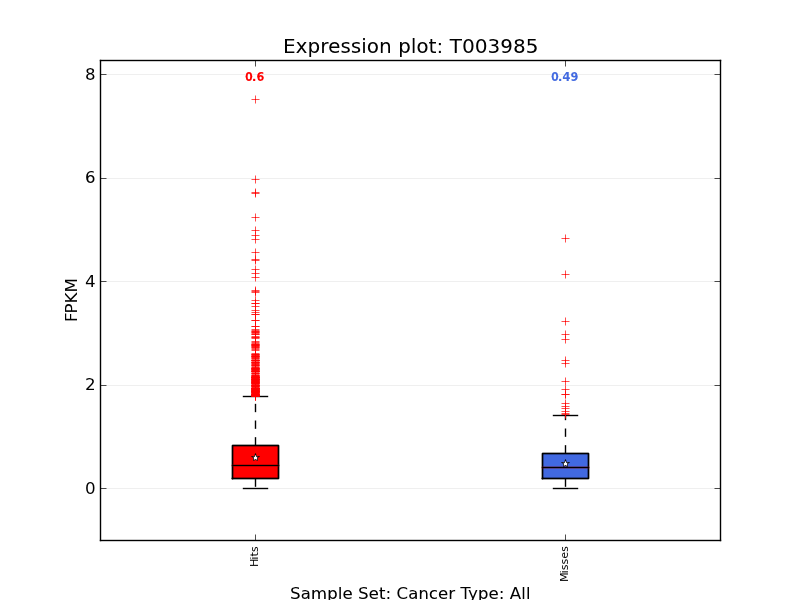 Expression plot: T003985
8
0.6
0.49
6
4
FPKM
2
0
Hits
Misses
Sample Set: Cancer Type: All